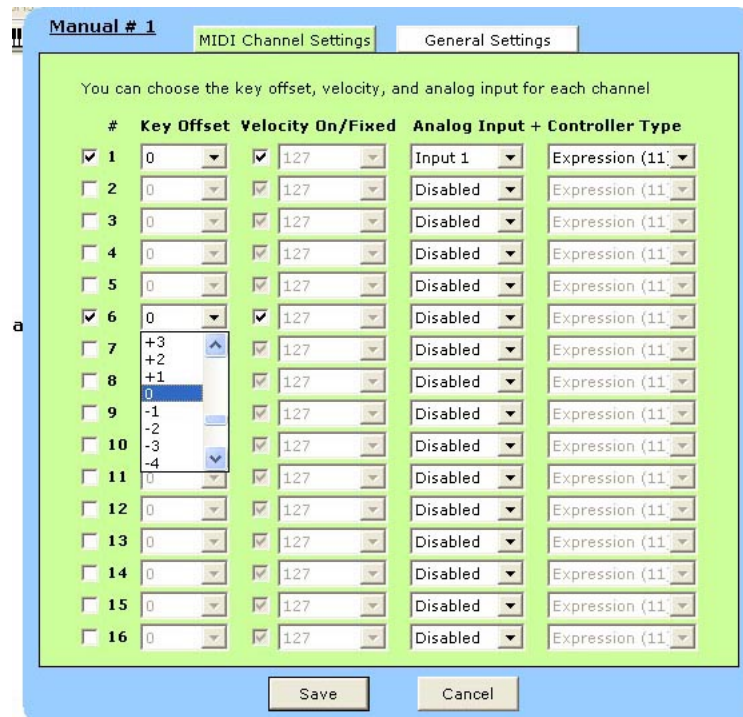 Manual # 1
MIDI Channel Settings General Settings
You can choose the key offset, velocity, and analog input for each channel
# Key Offset Velocity On/Fixed Analog Input + Controller Type
1 0 127 Input 1 Expression (11)
2 0 127 Disabled Expression (11)
3 0 127 Disabled Expression (11)
4 0 127 Disabled Expression (11)
5 0 127 Disabled Expression (11)
a
6 0 127 Disabled Expression (11)
7 +3 127 Disabled Expression (11)
+2
8 +1 127 Disabled Expression (11)
0
9 -1 127 Disabled Expression (11)
-2
10 -3 127 Disabled Expression (11)
-4
11 0 127 Disabled Expression (11)
12 0 127 Disabled Expression (11)
13 0 127 Disabled Expression (11)
14 0 127 Disabled Expression (11)
15 0 127 Disabled Expression (11)
16 0 127 Disabled Expression (11)
Save Cancel